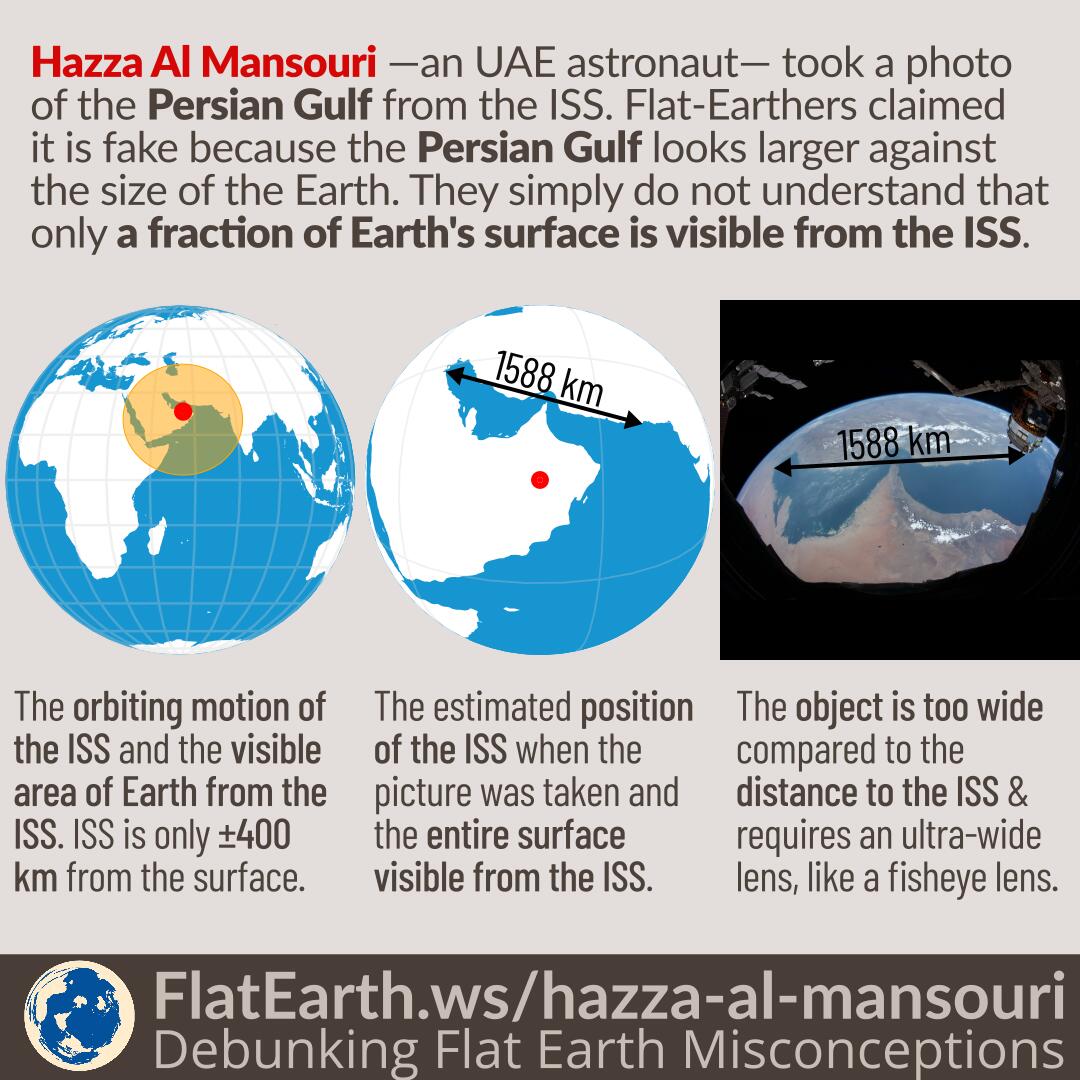 Hazza Al Mansouri —an UAE astronaut— took a photo
of the Persian Gulf from the ISS. Flat-Earthers claimed
it is fake because the Persian Gulf looks larger against
the size of the Earth. They simply do not understand that
only a fraction of Earth's surface is visible from the ISS.
1588 km
1588 km
The orbiting motion of
the ISS and the visible
area of Earth from the
ISS. ISS is only ±400
km from the surface.
The estimated position
of the ISS when the
picture was taken and
the entire surface
visible from the ISS.
The object is too wide
compared to the
distance to the ISS &
requires an ultra-wide
lens, like a fisheye lens.
FlatEarth.ws/hazza-al-mansouri
Debunking Flat Earth Misconceptions